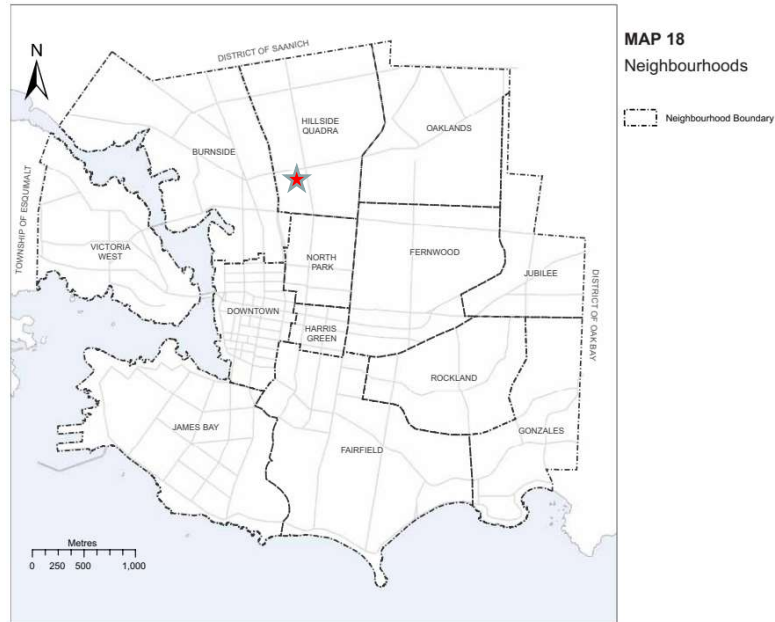 MAP 18
Neighbourhoods
Neighbourhood Boundary
N
DISTRICT OF SAANICH
HILLSIDE
QUADRA
OAKLANDS
BURNSIDE
TOWNSHIP OF ESQUIMALT
VICTORIA
WEST
NORTH
PARK
FERNWOOD
JUBILEE
DISTRICT OF OAK BAY
DOWNTOWN
HARRIS
GREEN
ROCKLAND
JAMES BAY
FAIRFIELD
GONZALES
Metres
0 250 500 1,000